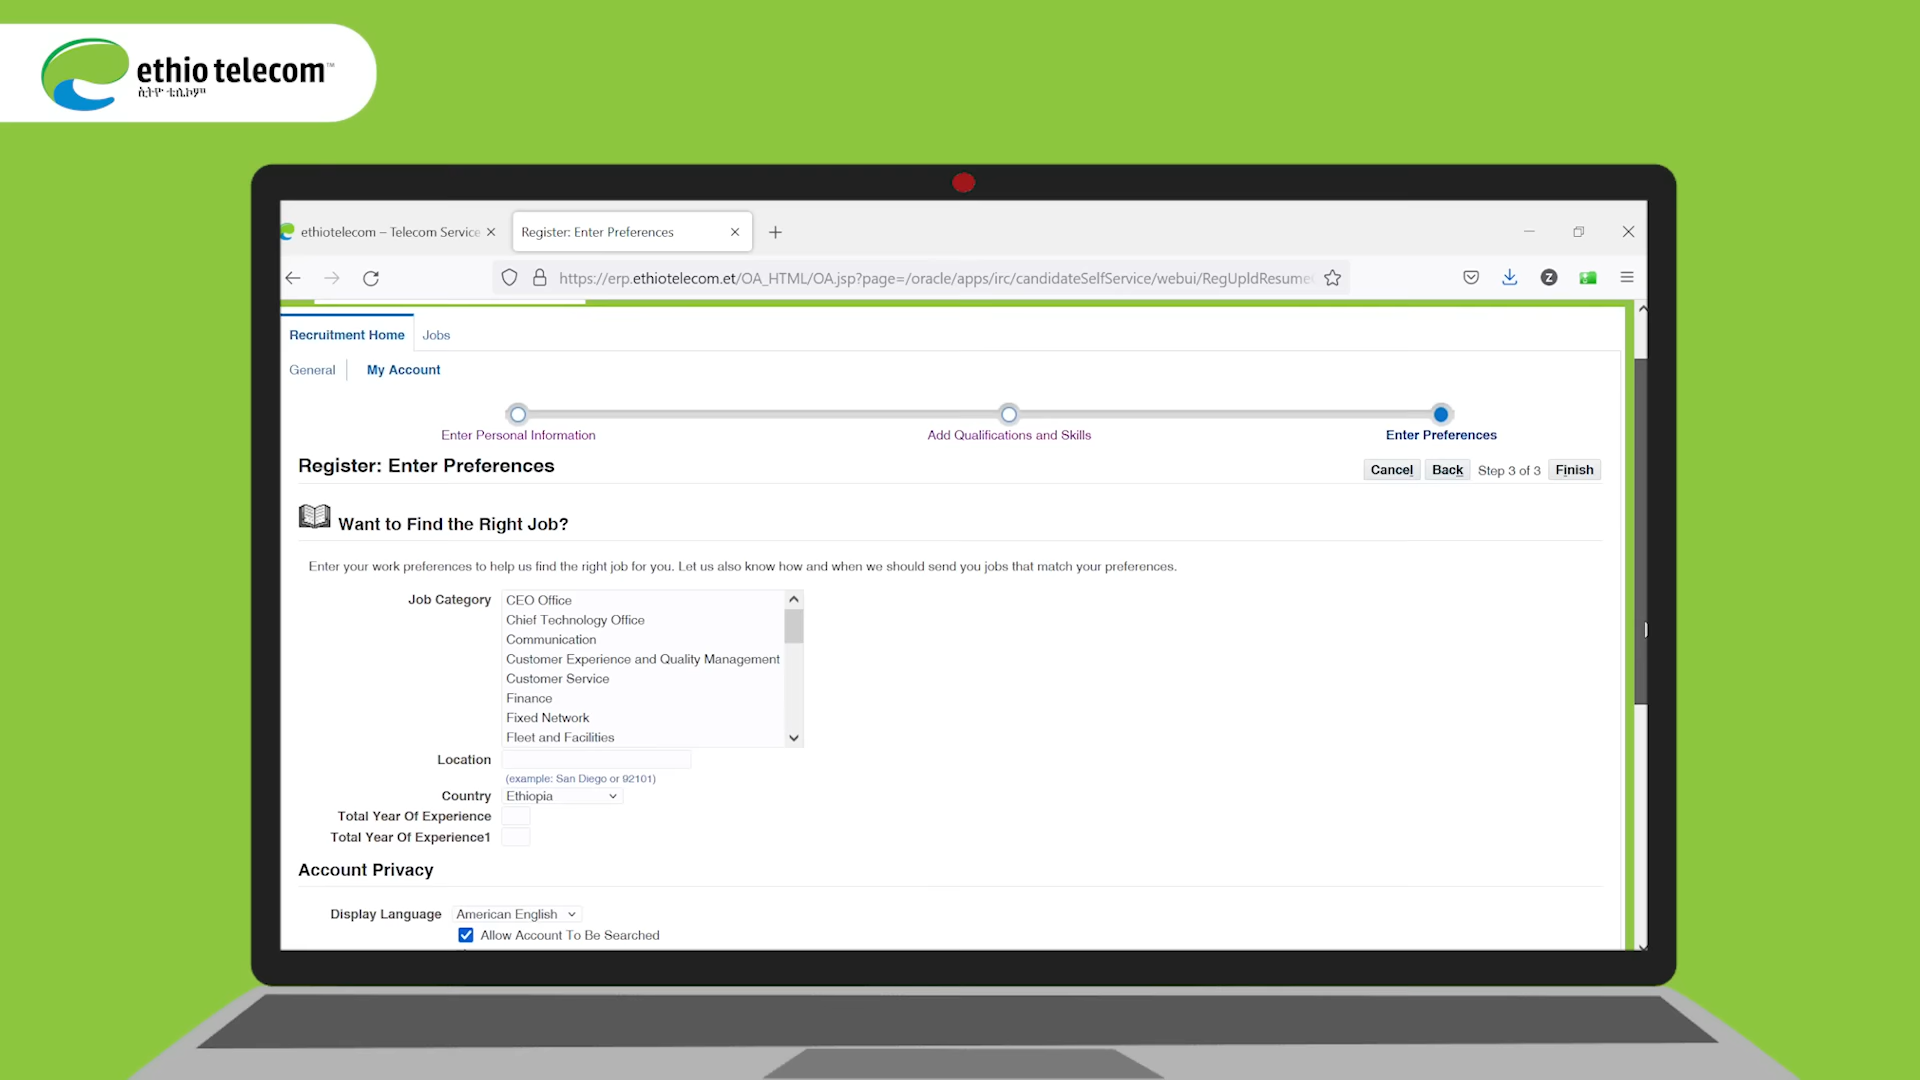 ethio telecom™
ኢትዮ ቴሌኮም
ethiotelecom – Telecom Service
Register: Enter Preferences
https://erp.ethiotelecom.et/OA_HTML/OA.jsp?page=/oracle/apps/irc/candidateSelfService/webui/RegUpldResume
Z
Recruitment Home
Jobs
General
My Account
Enter Personal Information
Add Qualifications and Skills
Enter Preferences
Register: Enter Preferences
Cancel
Back
Step 3 of 3
Finish
Want to Find the Right Job?
Enter your work preferences to help us find the right job for you. Let us also know how and when we should send you jobs that match your preferences.
Job Category
CEO Office
Chief Technology Office
Communication
Customer Experience and Quality Management
Customer Service
Finance
Fixed Network
Fleet and Facilities
Location
(example: San Diego or 92101)
Country Ethiopia
Total Year Of Experience
Total Year Of Experience1
Account Privacy
Display Language American English
Allow Account To Be Searched